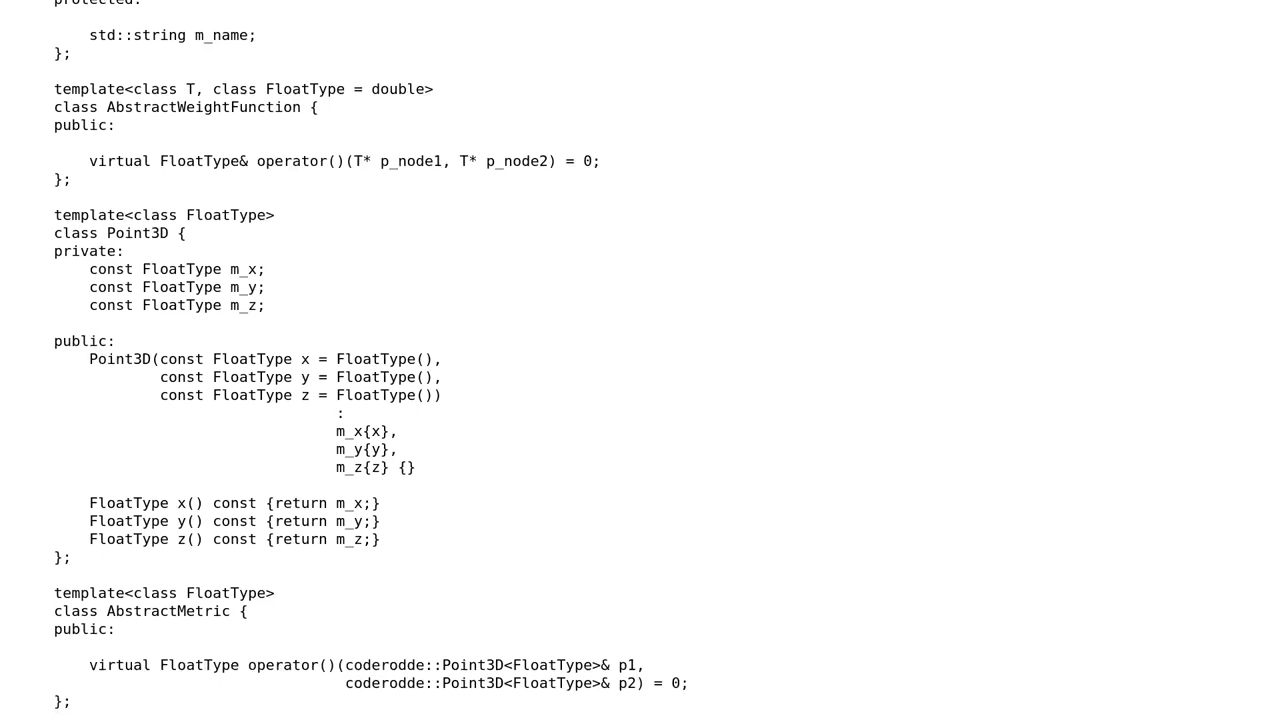 protected:
    std::string m_name;
};
template<class T, class FloatType = double>
class AbstractWeightFunction {
public:
    virtual FloatType& operator()(T* p_node1, T* p_node2) = 0;
};
template<class FloatType>
class Point3D {
private:
    const FloatType m_x;
    const FloatType m_y;
    const FloatType m_z;
public:
    Point3D(const FloatType x = FloatType(),
            const FloatType y = FloatType(),
            const FloatType z = FloatType())
                                :
                                m_x{x},
                                m_y{y},
                                m_z{z} {}
    FloatType x() const {return m_x;}
    FloatType y() const {return m_y;}
    FloatType z() const {return m_z;}
};
template<class FloatType>
class AbstractMetric {
public:
    virtual FloatType operator()(coderodde::Point3D<FloatType>& p1,
                                 coderodde::Point3D<FloatType>& p2) = 0;
};